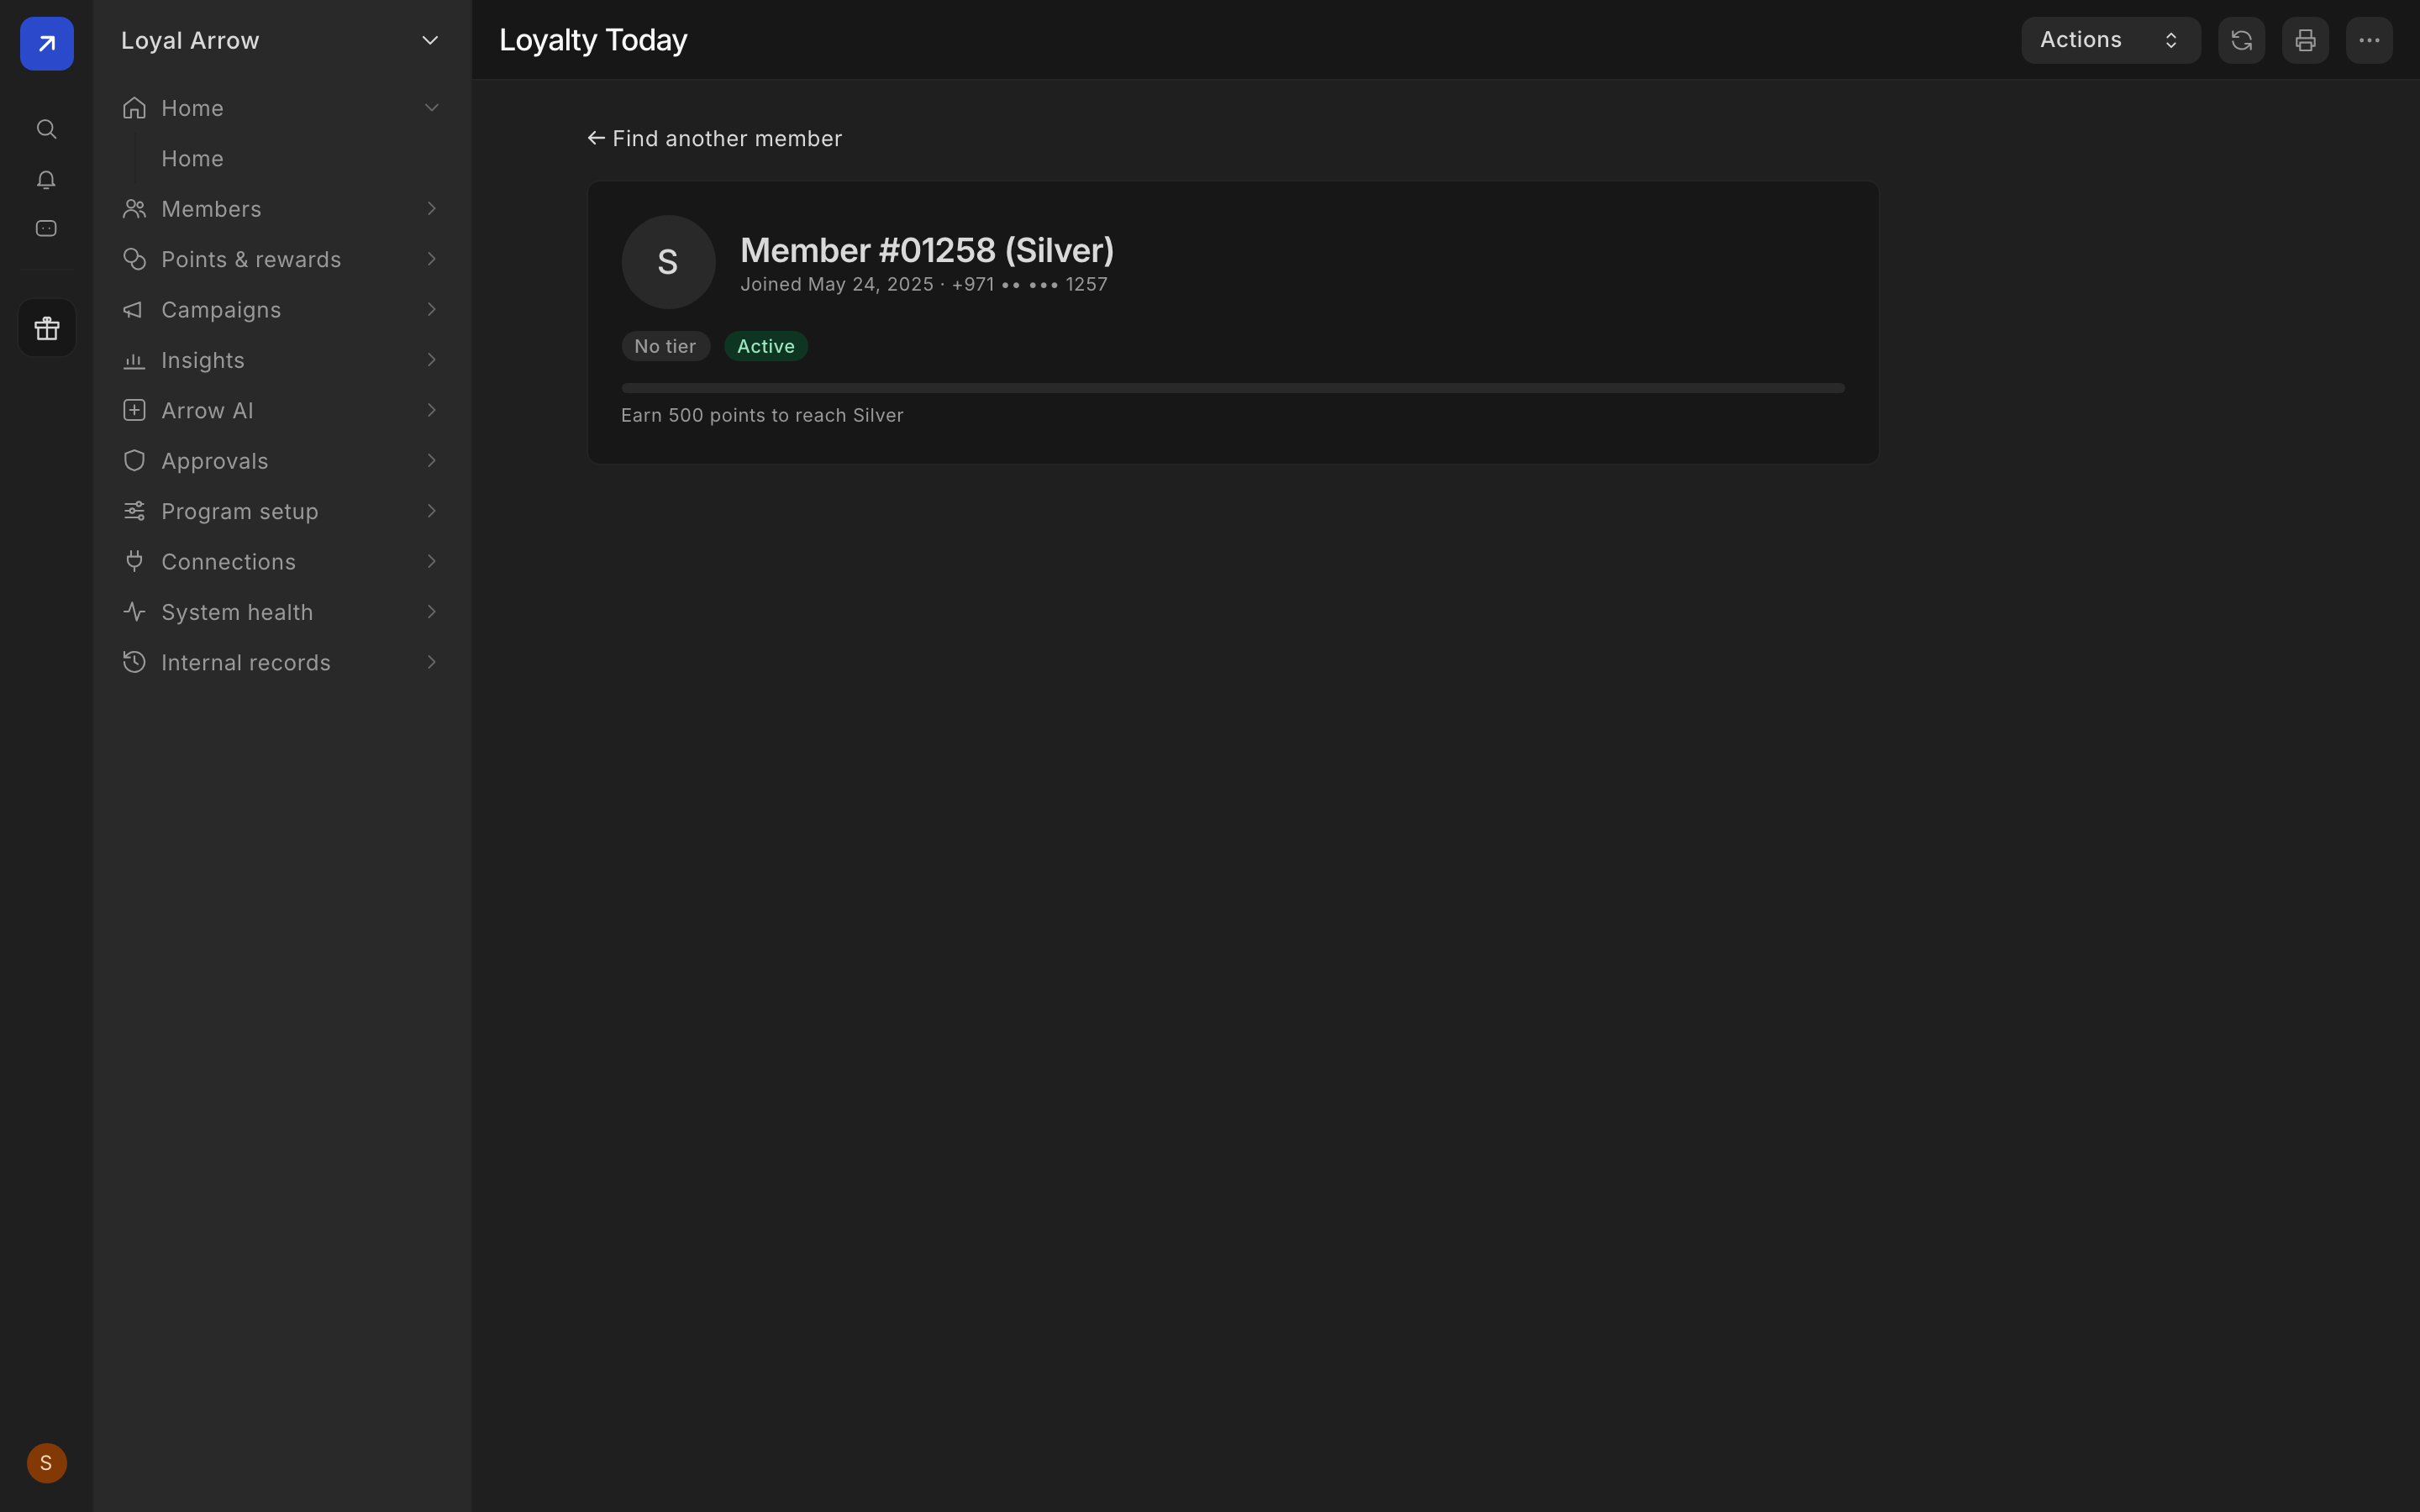 Loyal Arrow
Home
Home
Members
Points & rewards
Campaigns
Insights
Arrow AI
Approvals
Program setup
Connections
System health
Internal records
S
Loyalty Today
Actions
← Find another member
S
Member #01258 (Silver)
Joined May 24, 2025 · +971 •• ••• 1257
No tier
Active
Earn 500 points to reach Silver